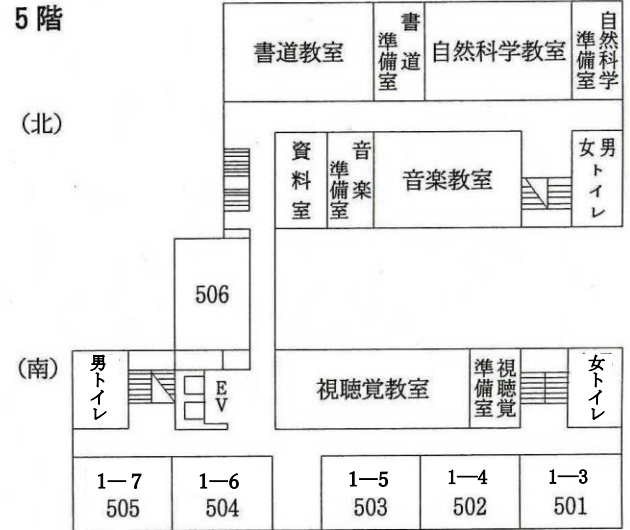 5 階
書道教室
書道
準備室
自然科学教室
自然科学
準備室
(北)
資料室
音楽
準備室
音楽教室
男
女
トイレ
506
(南)
男トイレ
EV
視聴覚教室
視聴覚
準備室
女トイレ
1―7
505
1―6
504
1―5
503
1―4
502
1―3
501